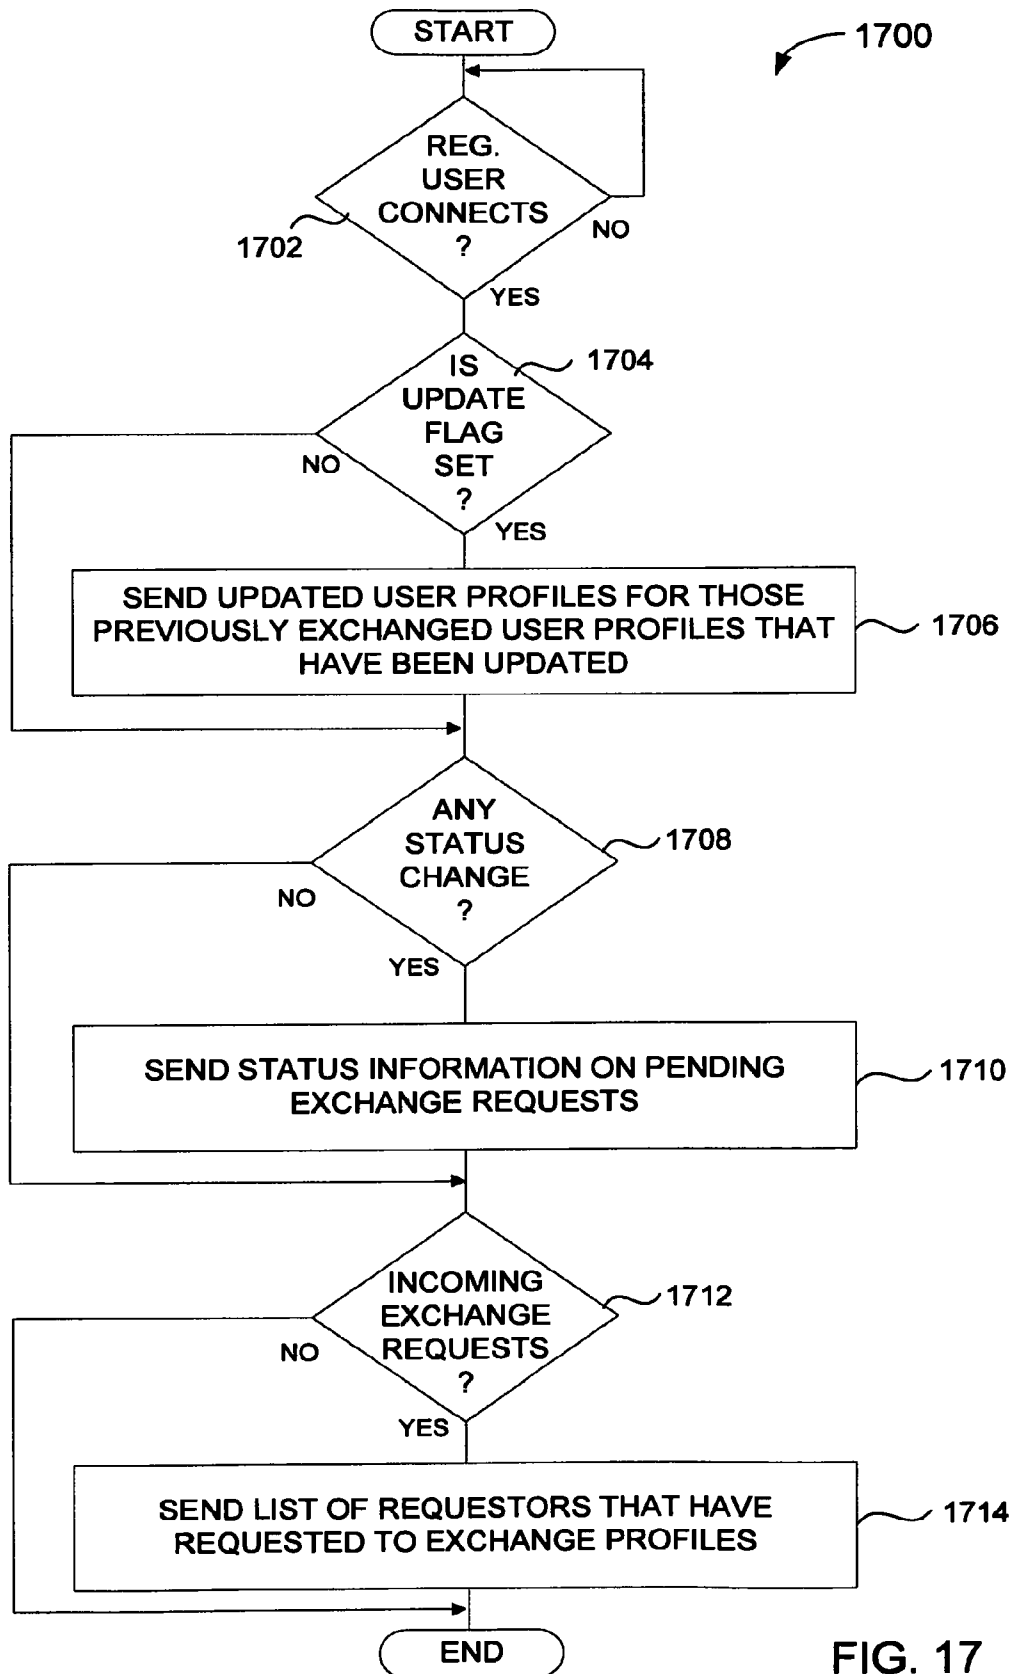 START
1700
REG.
USER
CONNECTS
?
1702
NO
YES
IS
UPDATE
FLAG
SET
?
1704
NO
YES
SEND UPDATED USER PROFILES FOR THOSE
PREVIOUSLY EXCHANGED USER PROFILES THAT
HAVE BEEN UPDATED
1706
ANY
STATUS
CHANGE
?
1708
NO
YES
SEND STATUS INFORMATION ON PENDING
EXCHANGE REQUESTS
1710
INCOMING
EXCHANGE
REQUESTS
?
1712
NO
YES
SEND LIST OF REQUESTORS THAT HAVE
REQUESTED TO EXCHANGE PROFILES
1714
END
FIG. 17